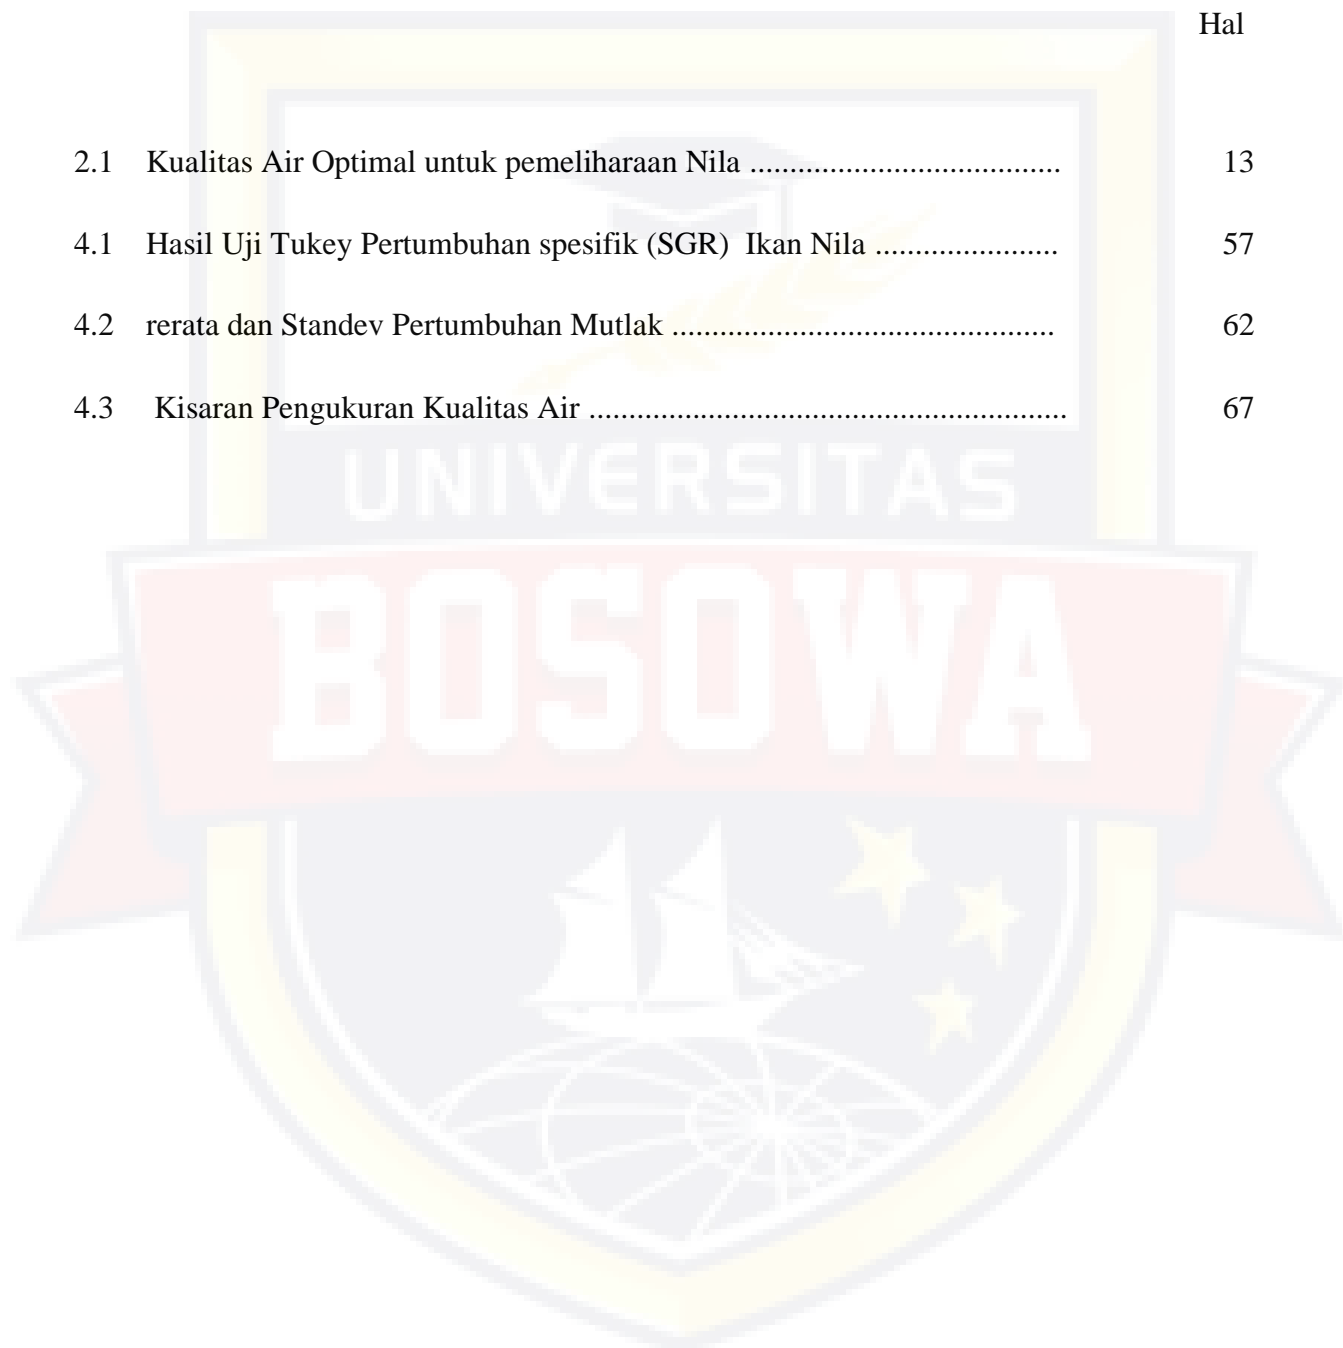 Hal
2.1 Kualitas Air Optimal untuk pemeliharaan Nila ....................................... 13
4.1 Hasil Uji Tukey Pertumbuhan spesifik (SGR) Ikan Nila ....................... 57
4.2 rerata dan Standev Pertumbuhan Mutlak ................................................ 62
4.3 Kisaran Pengukuran Kualitas Air ............................................................ 67
UNIVERSITAS
BOSOWA